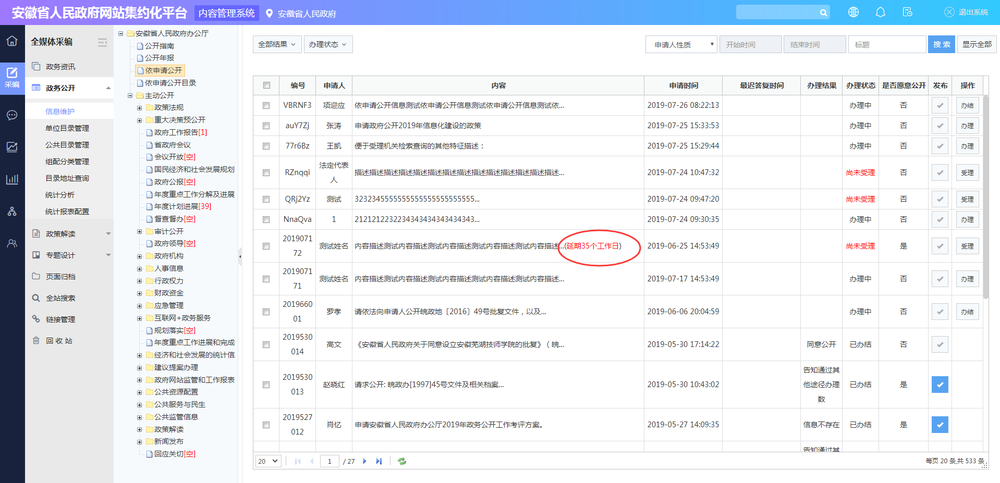 安徽省人民政府网站集约化平台 内容管理系统 安徽省人民政府 退出系统
采编
全媒体采编
政务资讯
政务公开
信息维护
单位目录管理
公共目录管理
组配分类管理
目录地址查询
统计分析
统计报表配置
政策解读
专题设计
页面归档
全站搜索
链接管理
回 收 站
安徽省人民政府办公厅
公开指南
公开年报
依申请公开
依申请公开目录
主动公开
政策法规
重大决策预公开
政府工作报告[1]
省政府会议
会议开放[空]
国民经济和社会发展规划
政府公报[空]
年度重点工作分解及进展
年度计划进展[39]
督查督办[空]
审计公开
政府领导[空]
政府机构
人事信息
行政权力
财政资金
应急管理
互联网+政务服务
规划落实[空]
年度重点工作进展和完成
经济和社会发展的统计信
建议提案办理
政府网站监管和工作报表
公共资源配置
公共服务与民生
公共监管信息
政策解读
新闻发布
回应关切[空]
全部结果 办理状态 申请人性质 开始时间 结束时间 标题 搜 索 显示全部
编号 申请人 内容 申请时间 最迟答复时间 办理结果 办理状态 是否愿意公开 发布 操作
VBRNF3 项迎应 依申请公开信息测试依申请公开信息测试依申请公开信息测试依... 2019-07-26 08:22:13 办理中 否 办结
auY7Zj 张涛 申请政府公开2019年信息化建设的政策 2019-07-25 15:33:53 办理中 否 办理
77r6Bz 王凯 便于受理机关检索查询的其他特征描述： 2019-07-25 15:29:44 办理中 否 办理
RZnqqi 法定代表
人 描述描述描述描述描述描述描述描述描述描述描述描述描述描述... 2019-07-24 10:47:32 尚未受理 否 受理
QRj2Yz 测试 3232345555555555555555555555... 2019-07-24 09:47:20 尚未受理 否 受理
NnaQva 1 2121212232234343434343434343... 2019-07-24 09:30:35 办理中 否 办理
2019071
72 测试姓名 内容描述测试内容描述测试内容描述测试内容描述测试内容描述...(延期35个工作日) 2019-06-25 14:53:49 尚未受理 是 受理
2019071
71 测试姓名 内容描述测试内容描述测试内容描述测试内容描述测试内容描述... 2019-07-17 14:53:49 办理中 否 办理
2019660
01 罗孝 请依法向申请人公开皖政地〔2016〕49号批复文件，以及... 2019-06-06 20:04:59 办理中 否 办结
2019530
014 高文 《安徽省人民政府关于同意设立安徽芜湖技师学院的批复》（ 皖... 2019-05-30 17:14:22 同意公开 已办结 否
2019530
013 赵晓红 请求公开: 皖政办[1997]45号文件及相关档案... 2019-05-30 10:43:02 告知通过其
他途径办理
数 已办结 是
2019527
012 肖忆 申请安徽省人民政府办公厅2019年政务公开工作考评方案。 2019-05-27 14:09:35 信息不存在 已办结 是
告知通过其
20 1 / 27 每页 20 条,共 533 条